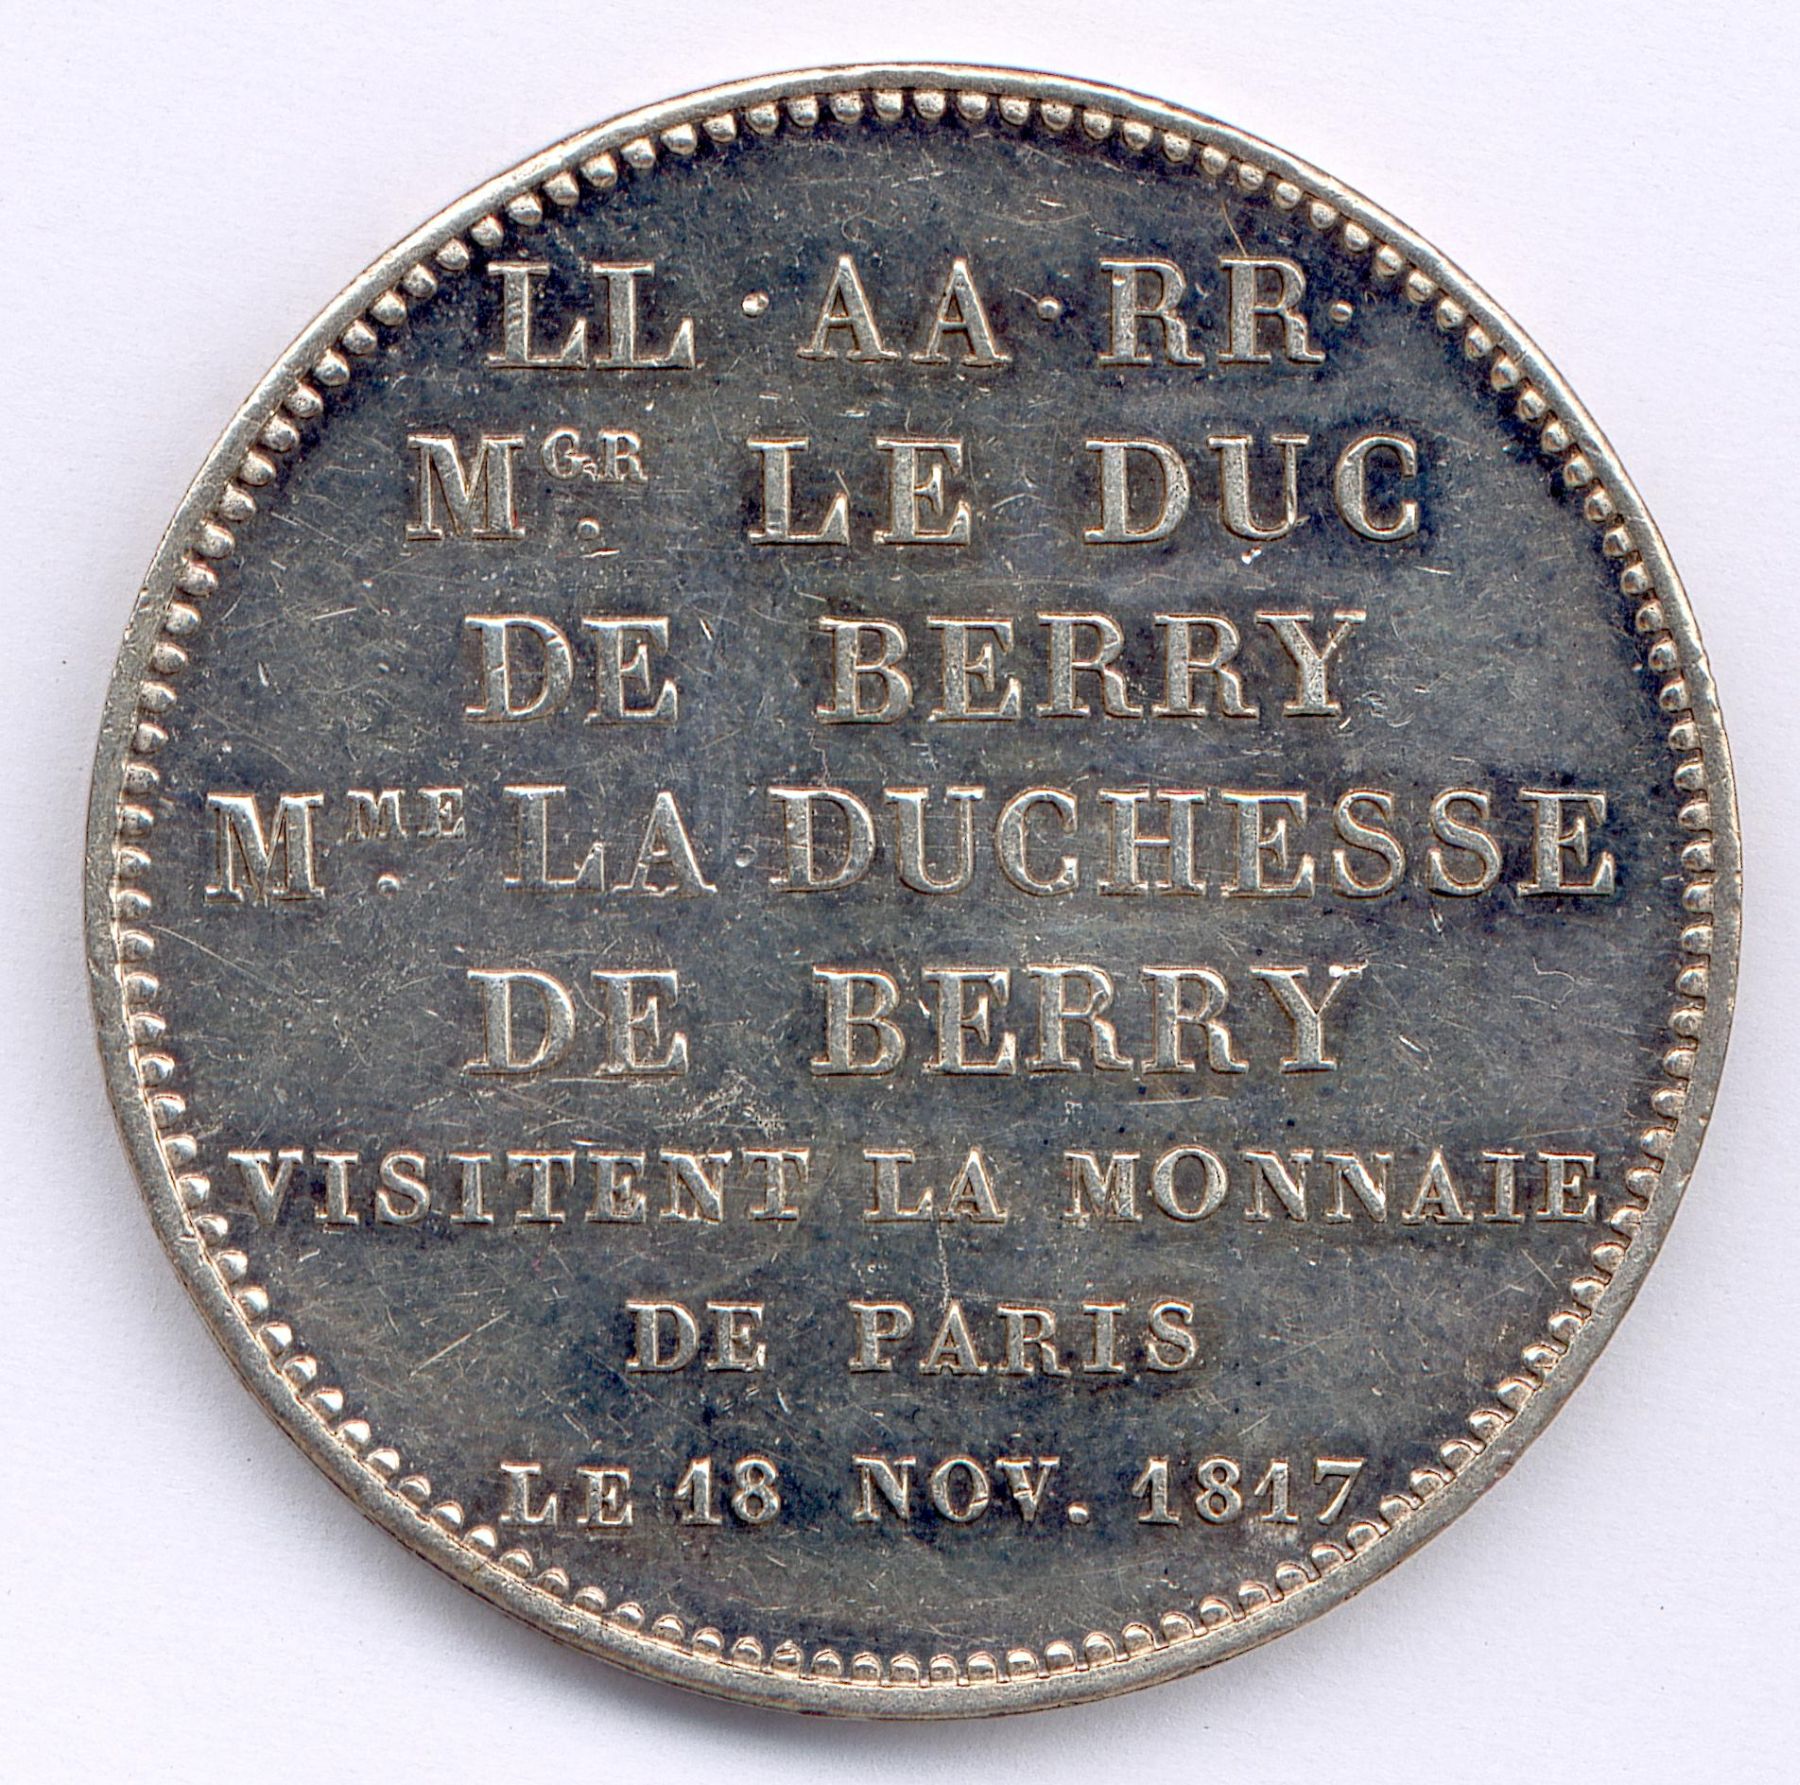 LL · AA · RR ·
MGR. LE DUC
DE BERRY
MME. LA DUCHESSE
DE BERRY
VISITENT LA MONNAIE
DE PARIS
LE 18 NOV. 1817